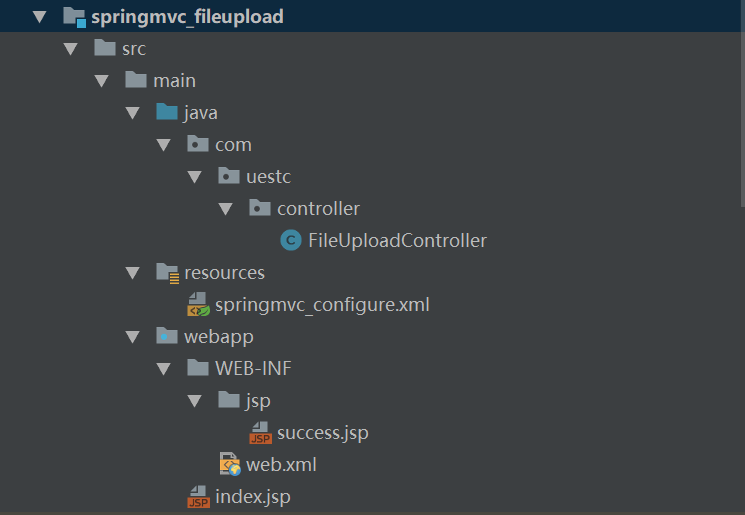 springmvc_fileupload
src
main
java
com
uestc
controller
C FileUploadController
resources
springmvc_configure.xml
webapp
WEB-INF
jsp
JSP success.jsp
web.xml
JSP index.jsp